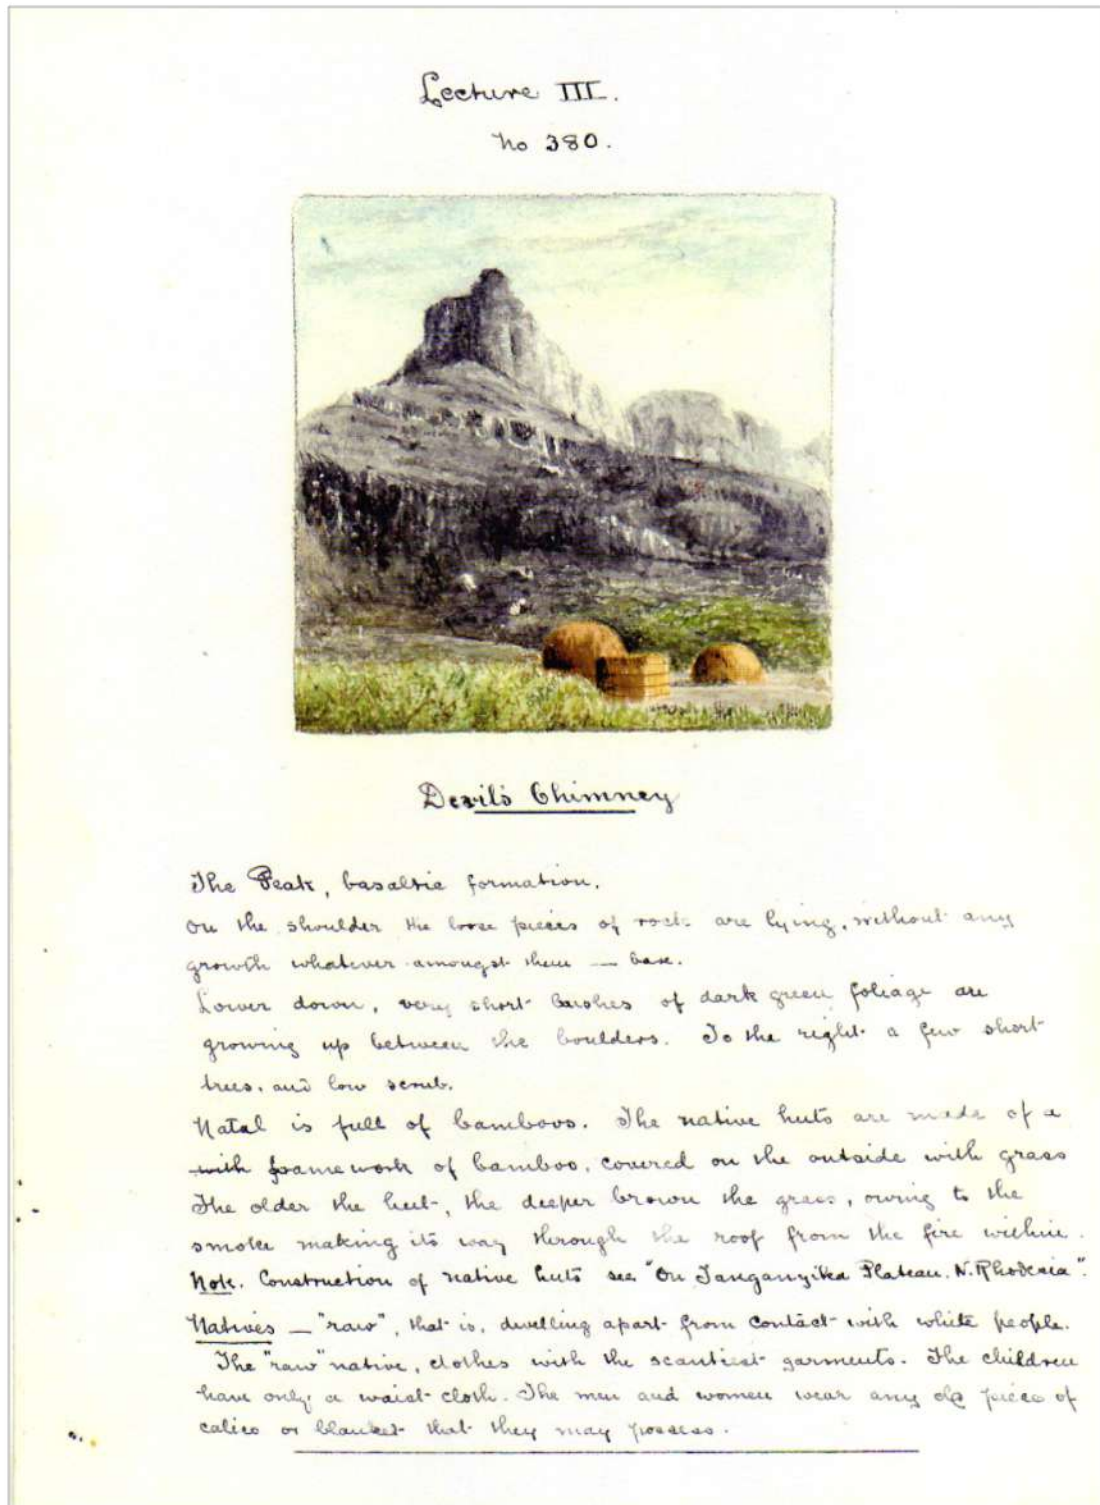 Lecture III.
No 380.
Devil's Chimney
The Peak, basaltic formation.
On the shoulder the loose pieces of rock are lying, without any
growth whatever amongst them — bare.
Lower down, very short bushes of dark green foliage are
growing up between the boulders. To the right a few short
trees, and low scrub.
Natal is full of bamboos. The native huts are made of a
with framework of bamboo, covered on the outside with grass
The older the hut, the deeper brown the grass, owing to the
smoke making its way through the roof from the fire within.
Note. Construction of native huts see "On Tanganyika Plateau. N. Rhodesia".
Natives — "raw", that is, dwelling apart from contact with white people.
The "raw" native, clothes with the scantiest garments. The children
have only a waist cloth. The men and women wear any old piece of
calico or blanket that they may possess.